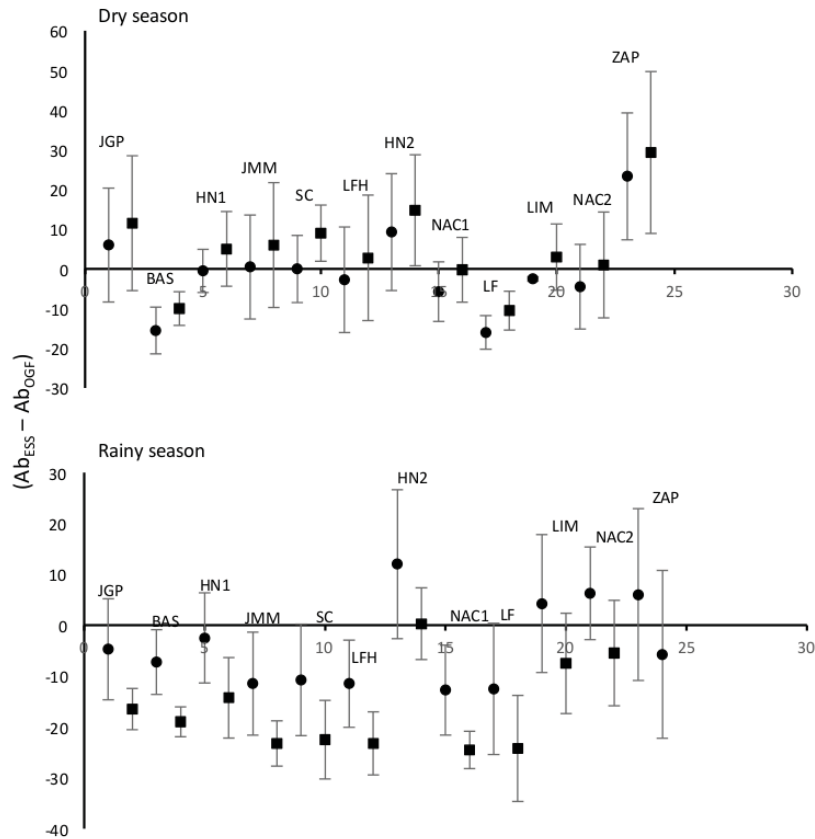 Dry season
60
50
40
30
20
10
0
-10
-20
-30
0
5
10
15
20
25
30
JGP
BAS
HN1
JMM
SC
LFH
HN2
NAC1
LF
LIM
NAC2
ZAP
(Ab_ESS – Ab_OGF)
Rainy season
30
20
10
0
-10
-20
-30
-40
0
5
10
15
20
25
30
JGP
BAS
HN1
JMM
SC
LFH
HN2
NAC1
LF
LIM
NAC2
ZAP